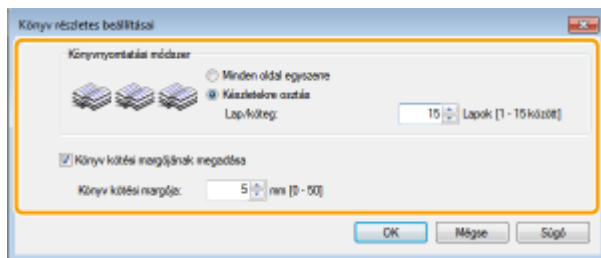 Könyv részletes beállításai
Könyvnyomtatási módszer
Minden oldal egyszerre
Készletekre osztás
Lap/köteg: 15 Lapok [1 - 15 között]
Könyv kötési margójának megadása
Könyv kötési margója: 5 mm [0 - 50]
OK Mégse Súgó